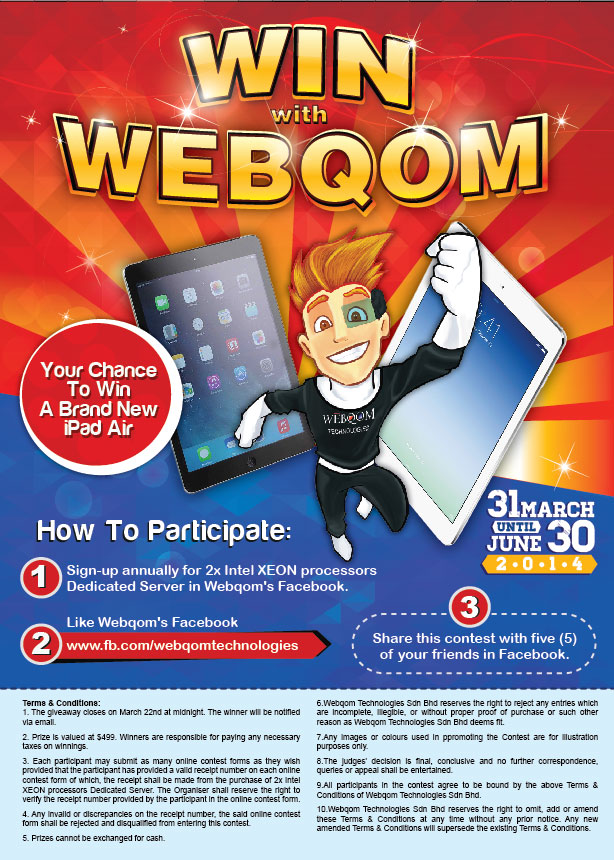 WIN
with
WEBQOM
Your Chance
To Win
A Brand New
iPad Air
41
WEBQOM
TECHNOLOGIES
31 MARCH
UNTIL
JUNE 30
2·0·1·4
How To Participate:
1
Sign-up annually for 2x Intel XEON processors
Dedicated Server in Webqom's Facebook.
2
Like Webqom's Facebook
www.fb.com/webqomtechnologies
3
Share this contest with five (5)
of your friends in Facebook.
Terms & Conditions:
1. The giveaway closes on March 22nd at midnight. The winner will be notified
via email.
2. Prize is valued at $499. Winners are responsible for paying any necessary
taxes on winnings.
3. Each participant may submit as many online contest forms as they wish
provided that the participant has provided a valid receipt number on each online
contest form of which, the receipt shall be made from the purchase of 2x Intel
XEON processors Dedicated Server. The Organiser shall reserve the right to
verify the receipt number provided by the participant in the online contest form.
4. Any invalid or discrepancies on the receipt number, the said online contest
form shall be rejected and disqualified from entering this contest.
5. Prizes cannot be exchanged for cash.
6.Webqom Technologies Sdn Bhd reserves the right to reject any entries which
are incomplete, illegible, or without proper proof of purchase or such other
reason as Webqom Technologies Sdn Bhd deems fit.
7.Any images or colours used in ppromoting the Contest are for illustration
purposes only.
8.The judges' decision is final, conclusive and no further correspondence,
queries or appeal shall be entertained.
9.All participants in the contest agree to be bound by the above Terms &
Conditions of Webqom Technologies Sdn Bhd.
10.Webqom Technologies Sdn Bhd reserves the right to omit, add or amend
these Terms & Conditions at any time without any prior notice. Any new
amended Terms & Conditions will supersede the existing Terms & Conditions.